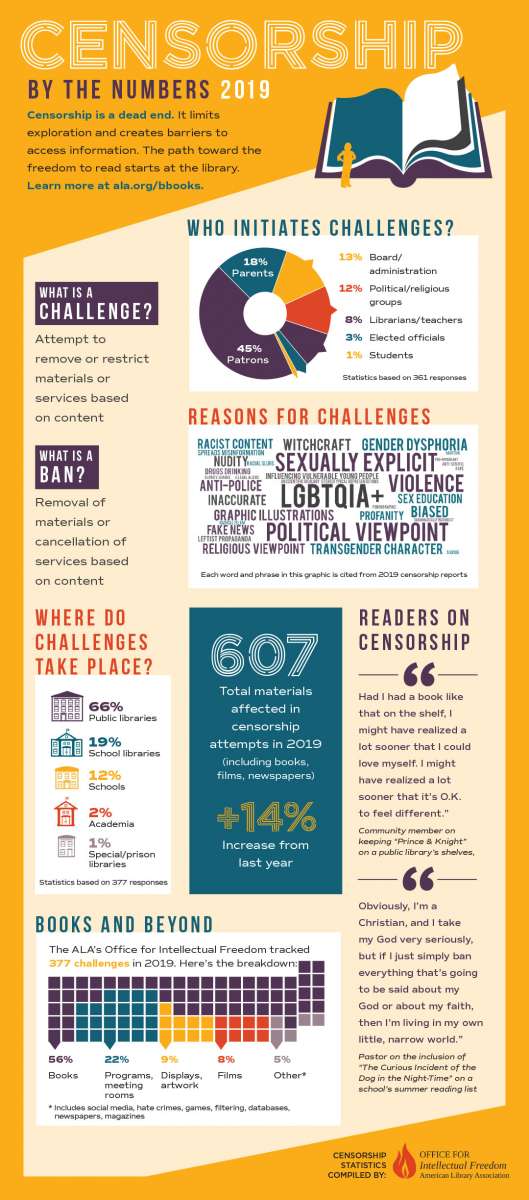 CENSORSHIP
BY THE NUMBERS 2019
Censorship is a dead end. It limits
exploration and creates barriers to
access information. The path toward the
freedom to read starts at the library.
Learn more at ala.org/bbooks.
WHO INITIATES CHALLENGES?
18%
Parents
45%
Patrons
13% Board/
administration
12% Political/religious
groups
8% Librarians/teachers
3% Elected officials
1% Students
Statistics based on 361 responses
WHAT IS A
CHALLENGE?
Attempt to
remove or restrict
materials or
services based
on content
WHAT IS A
BAN?
Removal of
materials or
cancellation of
services based
on content
REASONS FOR CHALLENGES
RACIST CONTENT
WITCHCRAFT
GENDER DYSPHORIA
SPREADS MISINFORMATION
NUDITY
RACIAL SLURS
SEXUALLY EXPLICIT
DRUGS DRINKING
INFLUENCING VULNERABLE YOUNG PEOPLE
VIOLENCE
ANTI-POLICE
LGBTQIA+
INACCURATE
SEX EDUCATION
GRAPHIC ILLUSTRATIONS
PROFANITY
BIASED
FAKE NEWS
POLITICAL VIEWPOINT
LEFTIST PROPAGANDA
RELIGIOUS VIEWPOINT
TRANSGENDER CHARACTER
Each word and phrase in this graphic is cited from 2019 censorship reports
WHERE DO
CHALLENGES
TAKE PLACE?
66%
Public libraries
19%
School libraries
12%
Schools
2%
Academia
1%
Special/prison
libraries
Statistics based on 377 responses
607
Total materials
affected in
censorship
attempts in 2019
(including books,
films, newspapers)
+14%
Increase from
last year
READERS ON
CENSORSHIP
“
Had I had a book like
that on the shelf, I
might have realized a
lot sooner that I could
love myself. I might
have realized a lot
sooner that it's O.K.
to feel different.”
Community member on
keeping "Prince & Knight"
on a public library's shelves,
“
Obviously, I'm a
Christian, and I take
my God very seriously,
but if I just simply ban
everything that's going
to be said about my
God or about my faith,
then I'm living in my own
little, narrow world.”
Pastor on the inclusion of
"The Curious Incident of the
Dog in the Night-Time" on a
school's summer reading list
BOOKS AND BEYOND
The ALA's Office for Intellectual Freedom tracked
377 challenges in 2019. Here's the breakdown:
56%
Books
22%
Programs,
meeting
rooms
9%
Displays,
artwork
8%
Films
5%
Other*
* Includes social media, hate crimes, games, filtering, databases,
newspapers, magazines
CENSORSHIP
STATISTICS
COMPILED BY:
OFFICE FOR
Intellectual Freedom
American Library Association